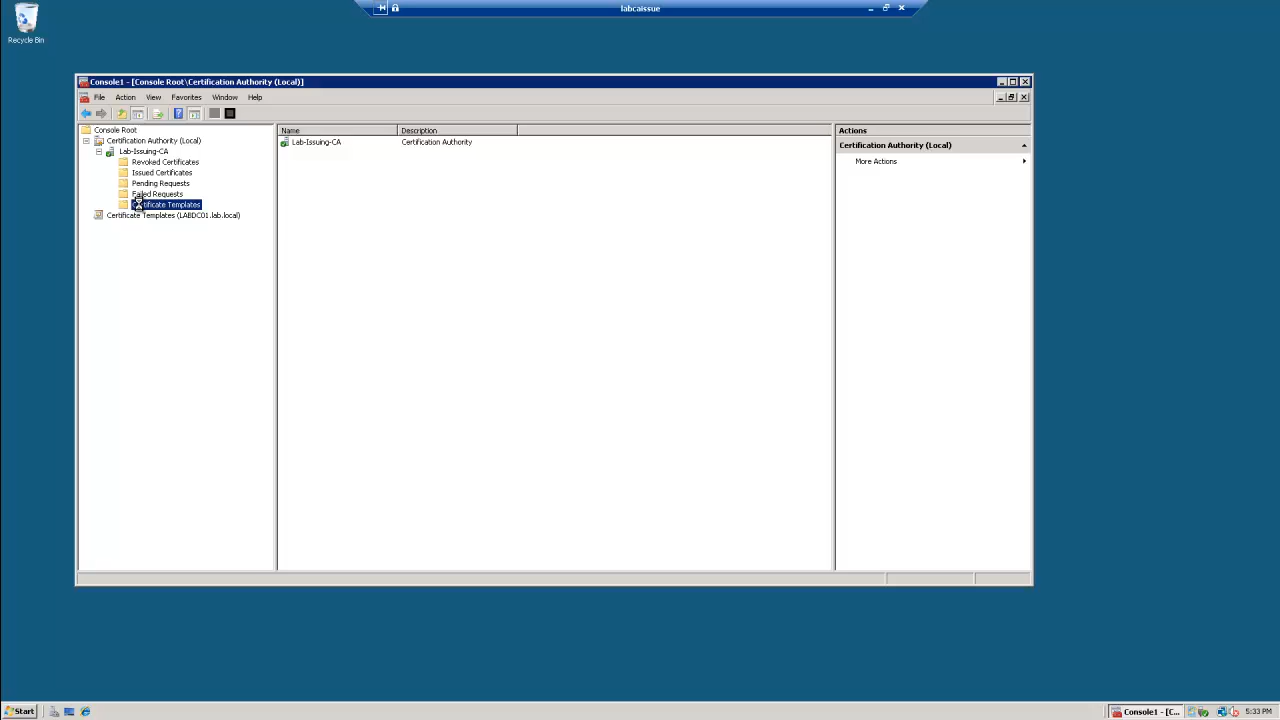 labcaissue
Recycle Bin
Console1 - [Console Root\Certification Authority (Local)]
File Action View Favorites Window Help
Console Root
Certification Authority (Local)
Lab-Issuing-CA
Revoked Certificates
Issued Certificates
Pending Requests
Failed Requests
Certificate Templates
Certificate Templates (LABDC01.lab.local)
Name Description
Lab-Issuing-CA Certification Authority
Actions
Certification Authority (Local)
More Actions
Start
Console1 - [C...
5:33 PM